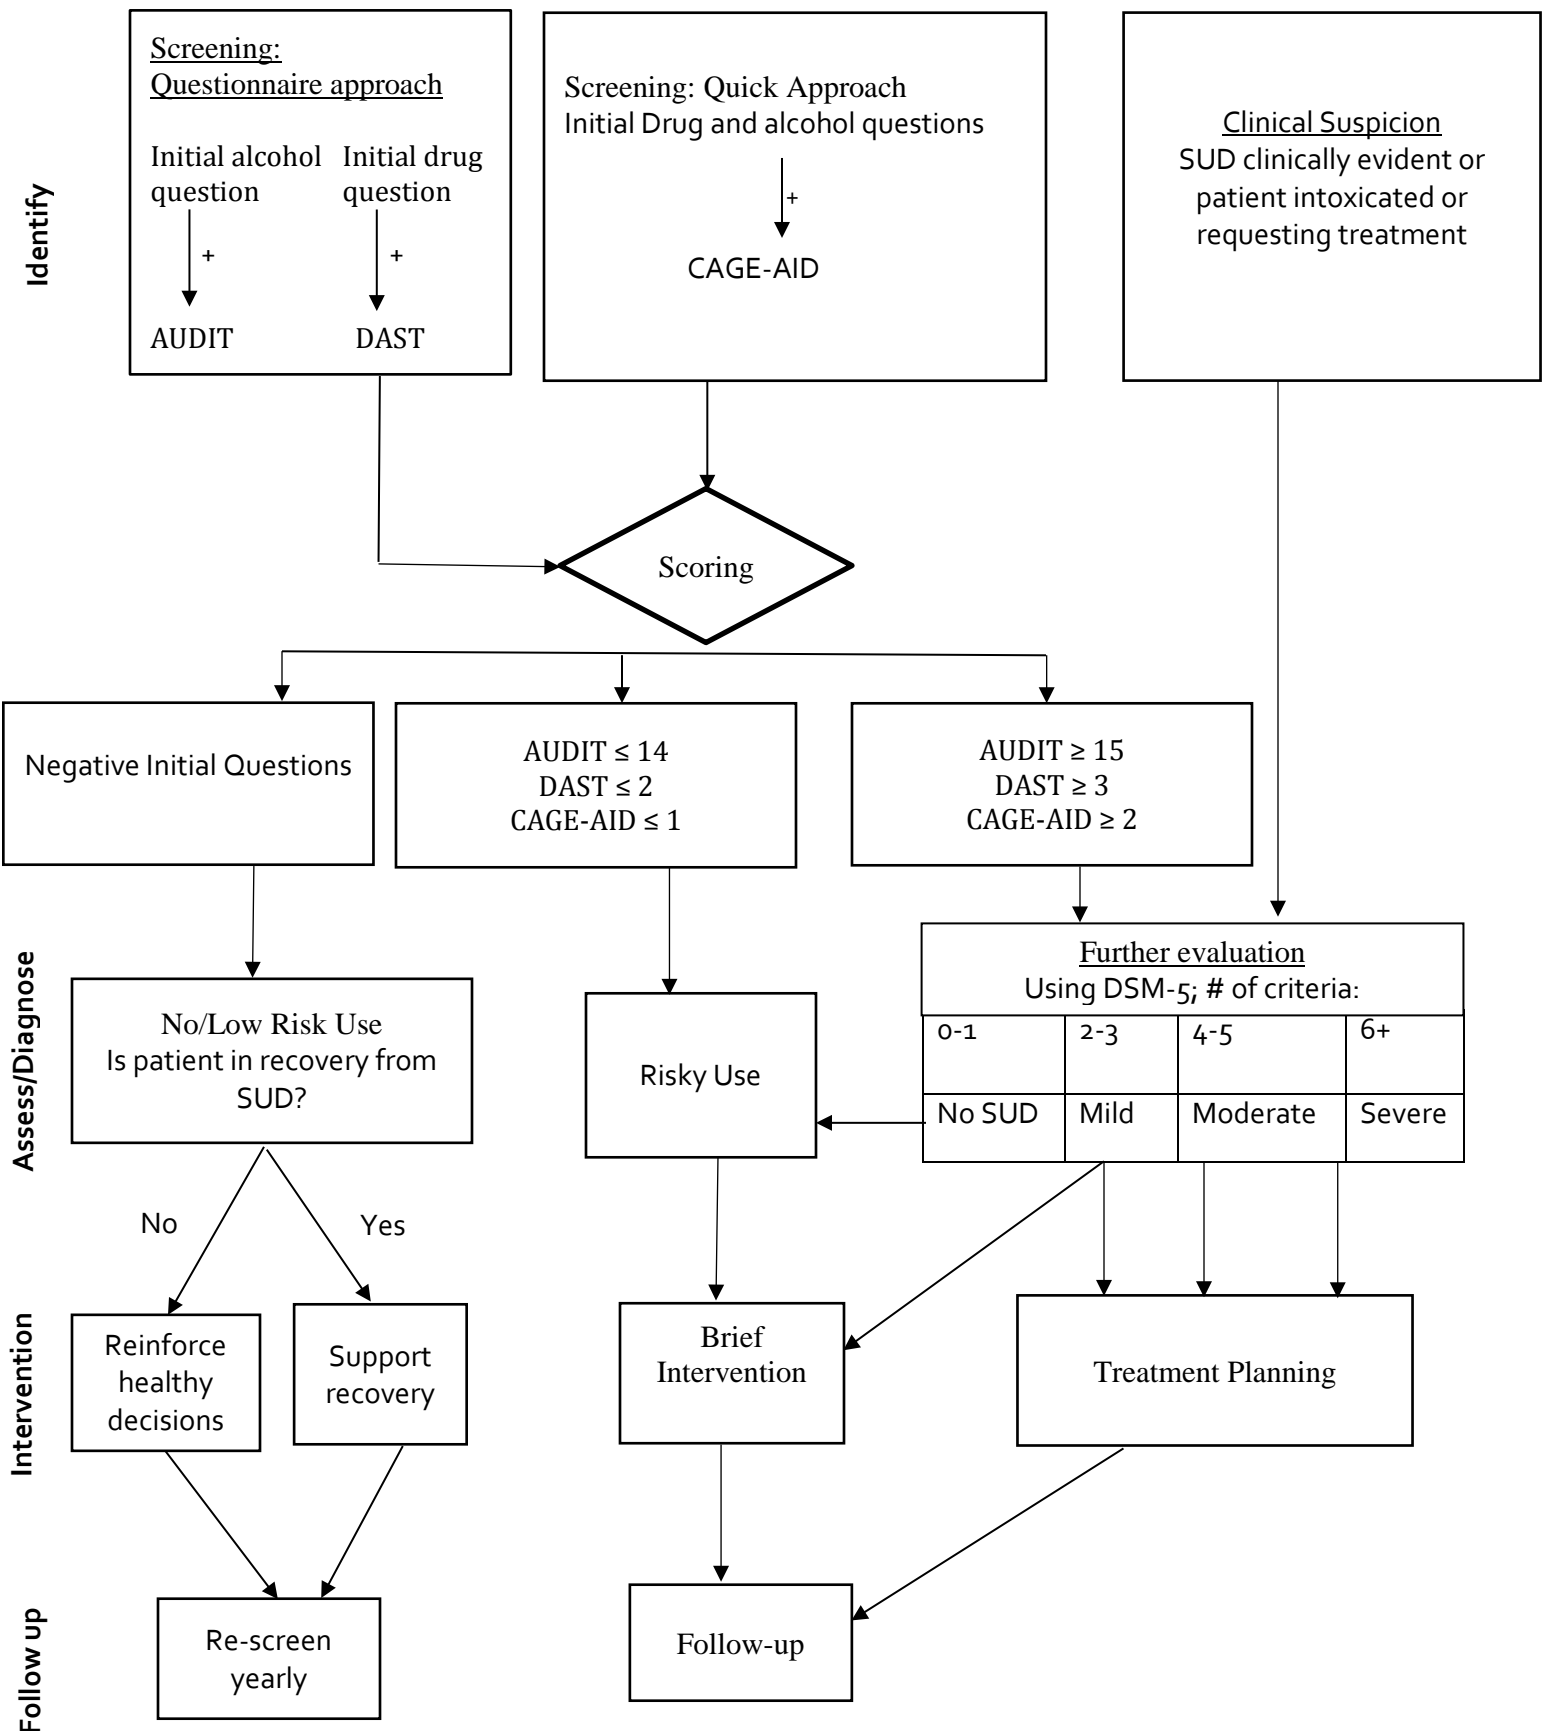 Identify
Screening:
Questionnaire approach
Initial alcohol question
+
AUDIT
Initial drug question
+
DAST
Screening: Quick Approach
Initial Drug and alcohol questions
+
CAGE-AID
Clinical Suspicion
SUD clinically evident or
patient intoxicated or
requesting treatment
Scoring
Negative Initial Questions
AUDIT ≤ 14
DAST ≤ 2
CAGE-AID ≤ 1
AUDIT ≥ 15
DAST ≥ 3
CAGE-AID ≥ 2
Assess/Diagnose
No/Low Risk Use
Is patient in recovery from
SUD?
Risky Use
Further evaluation
Using DSM-5; # of criteria:
0-1 2-3 4-5 6+
No SUD Mild Moderate Severe
No
Yes
Intervention
Reinforce
healthy
decisions
Support
recovery
Brief
Intervention
Treatment Planning
Follow up
Re-screen
yearly
Follow-up